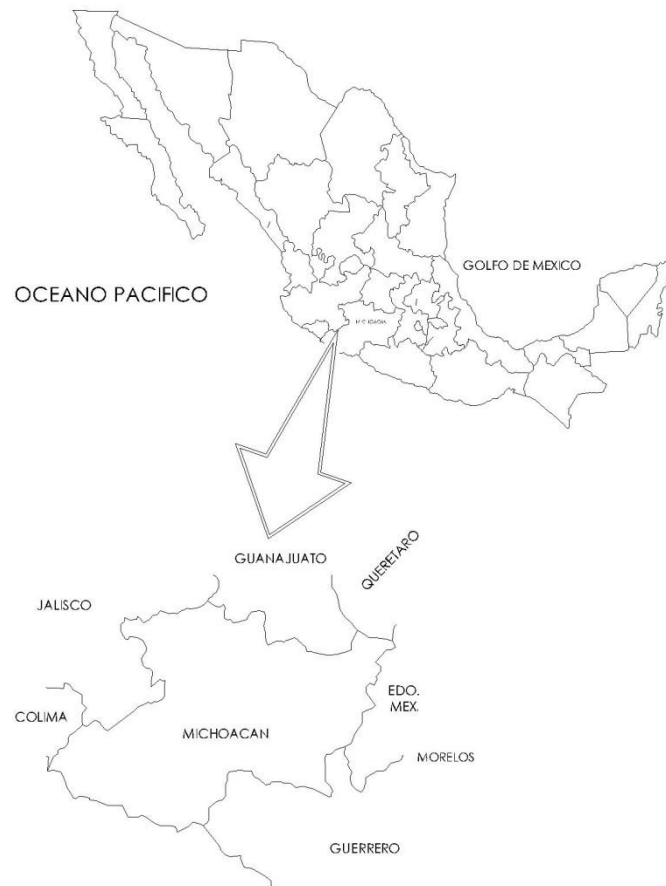 GOLFO DE MEXICO
OCEANO PACIFICO
GUANAJUATO
QUERETARO
JALISCO
EDO.
MEX.
COLIMA
MICHOACAN
MORELOS
GUERRERO